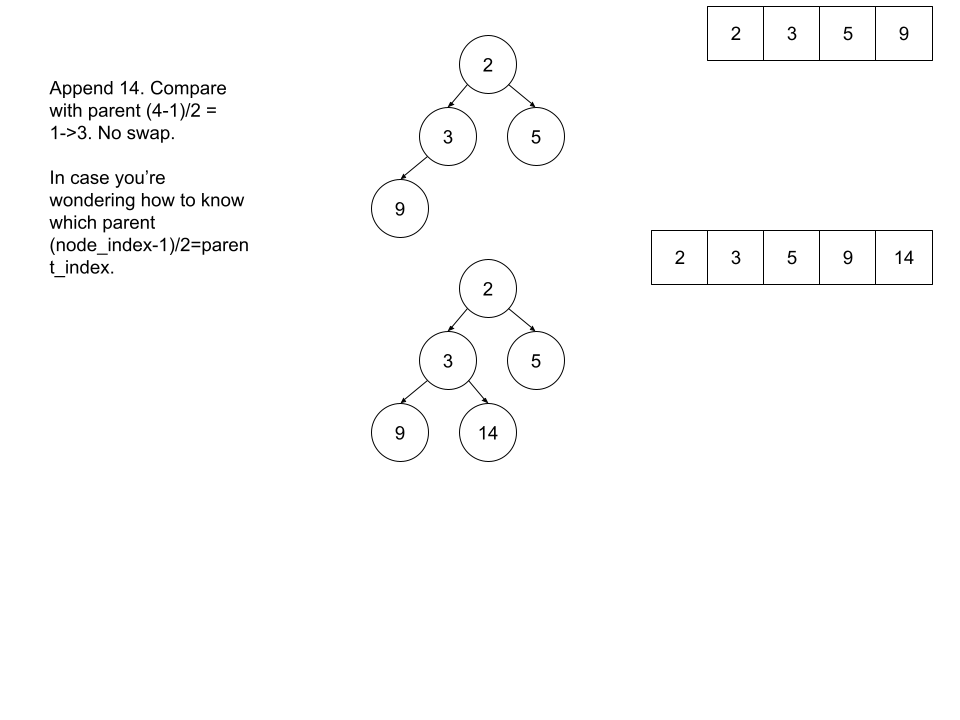 2 3 5 9
2
Append 14. Compare
with parent (4-1)/2 =
1->3. No swap.
3 5
In case you’re
wondering how to know
which parent
(node_index-1)/2=paren
t_index.
9
2 3 5 9 14
2
3 5
9 14